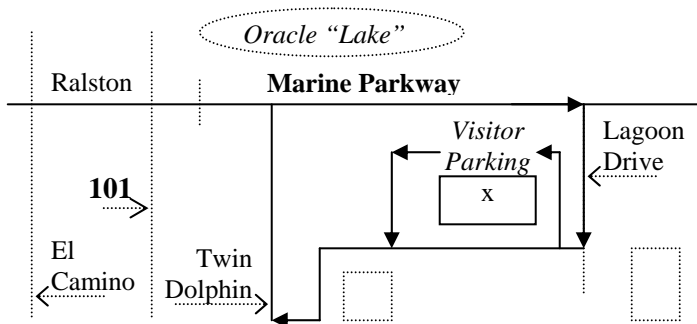 Oracle “Lake”
Ralston
Marine Parkway
Visitor
Parking
Lagoon
Drive
x
101
El
Camino
Twin
Dolphin